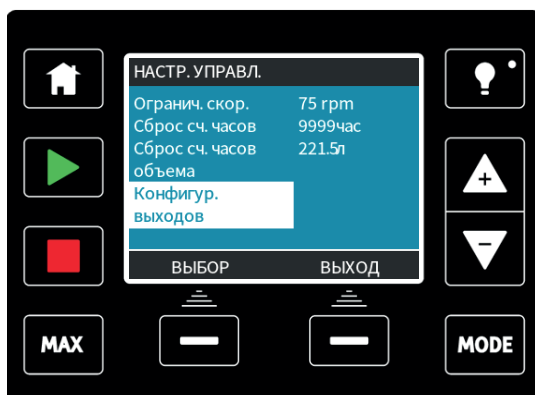 НАСТР. УПРАВЛ.
Огранич. скор. 75 rpm
Сброс сч. часов 9999час
Сброс сч. часов 221.5л
объема
Конфигур.
выходов
ВЫБОР ВЫХОД
MAX
MODE